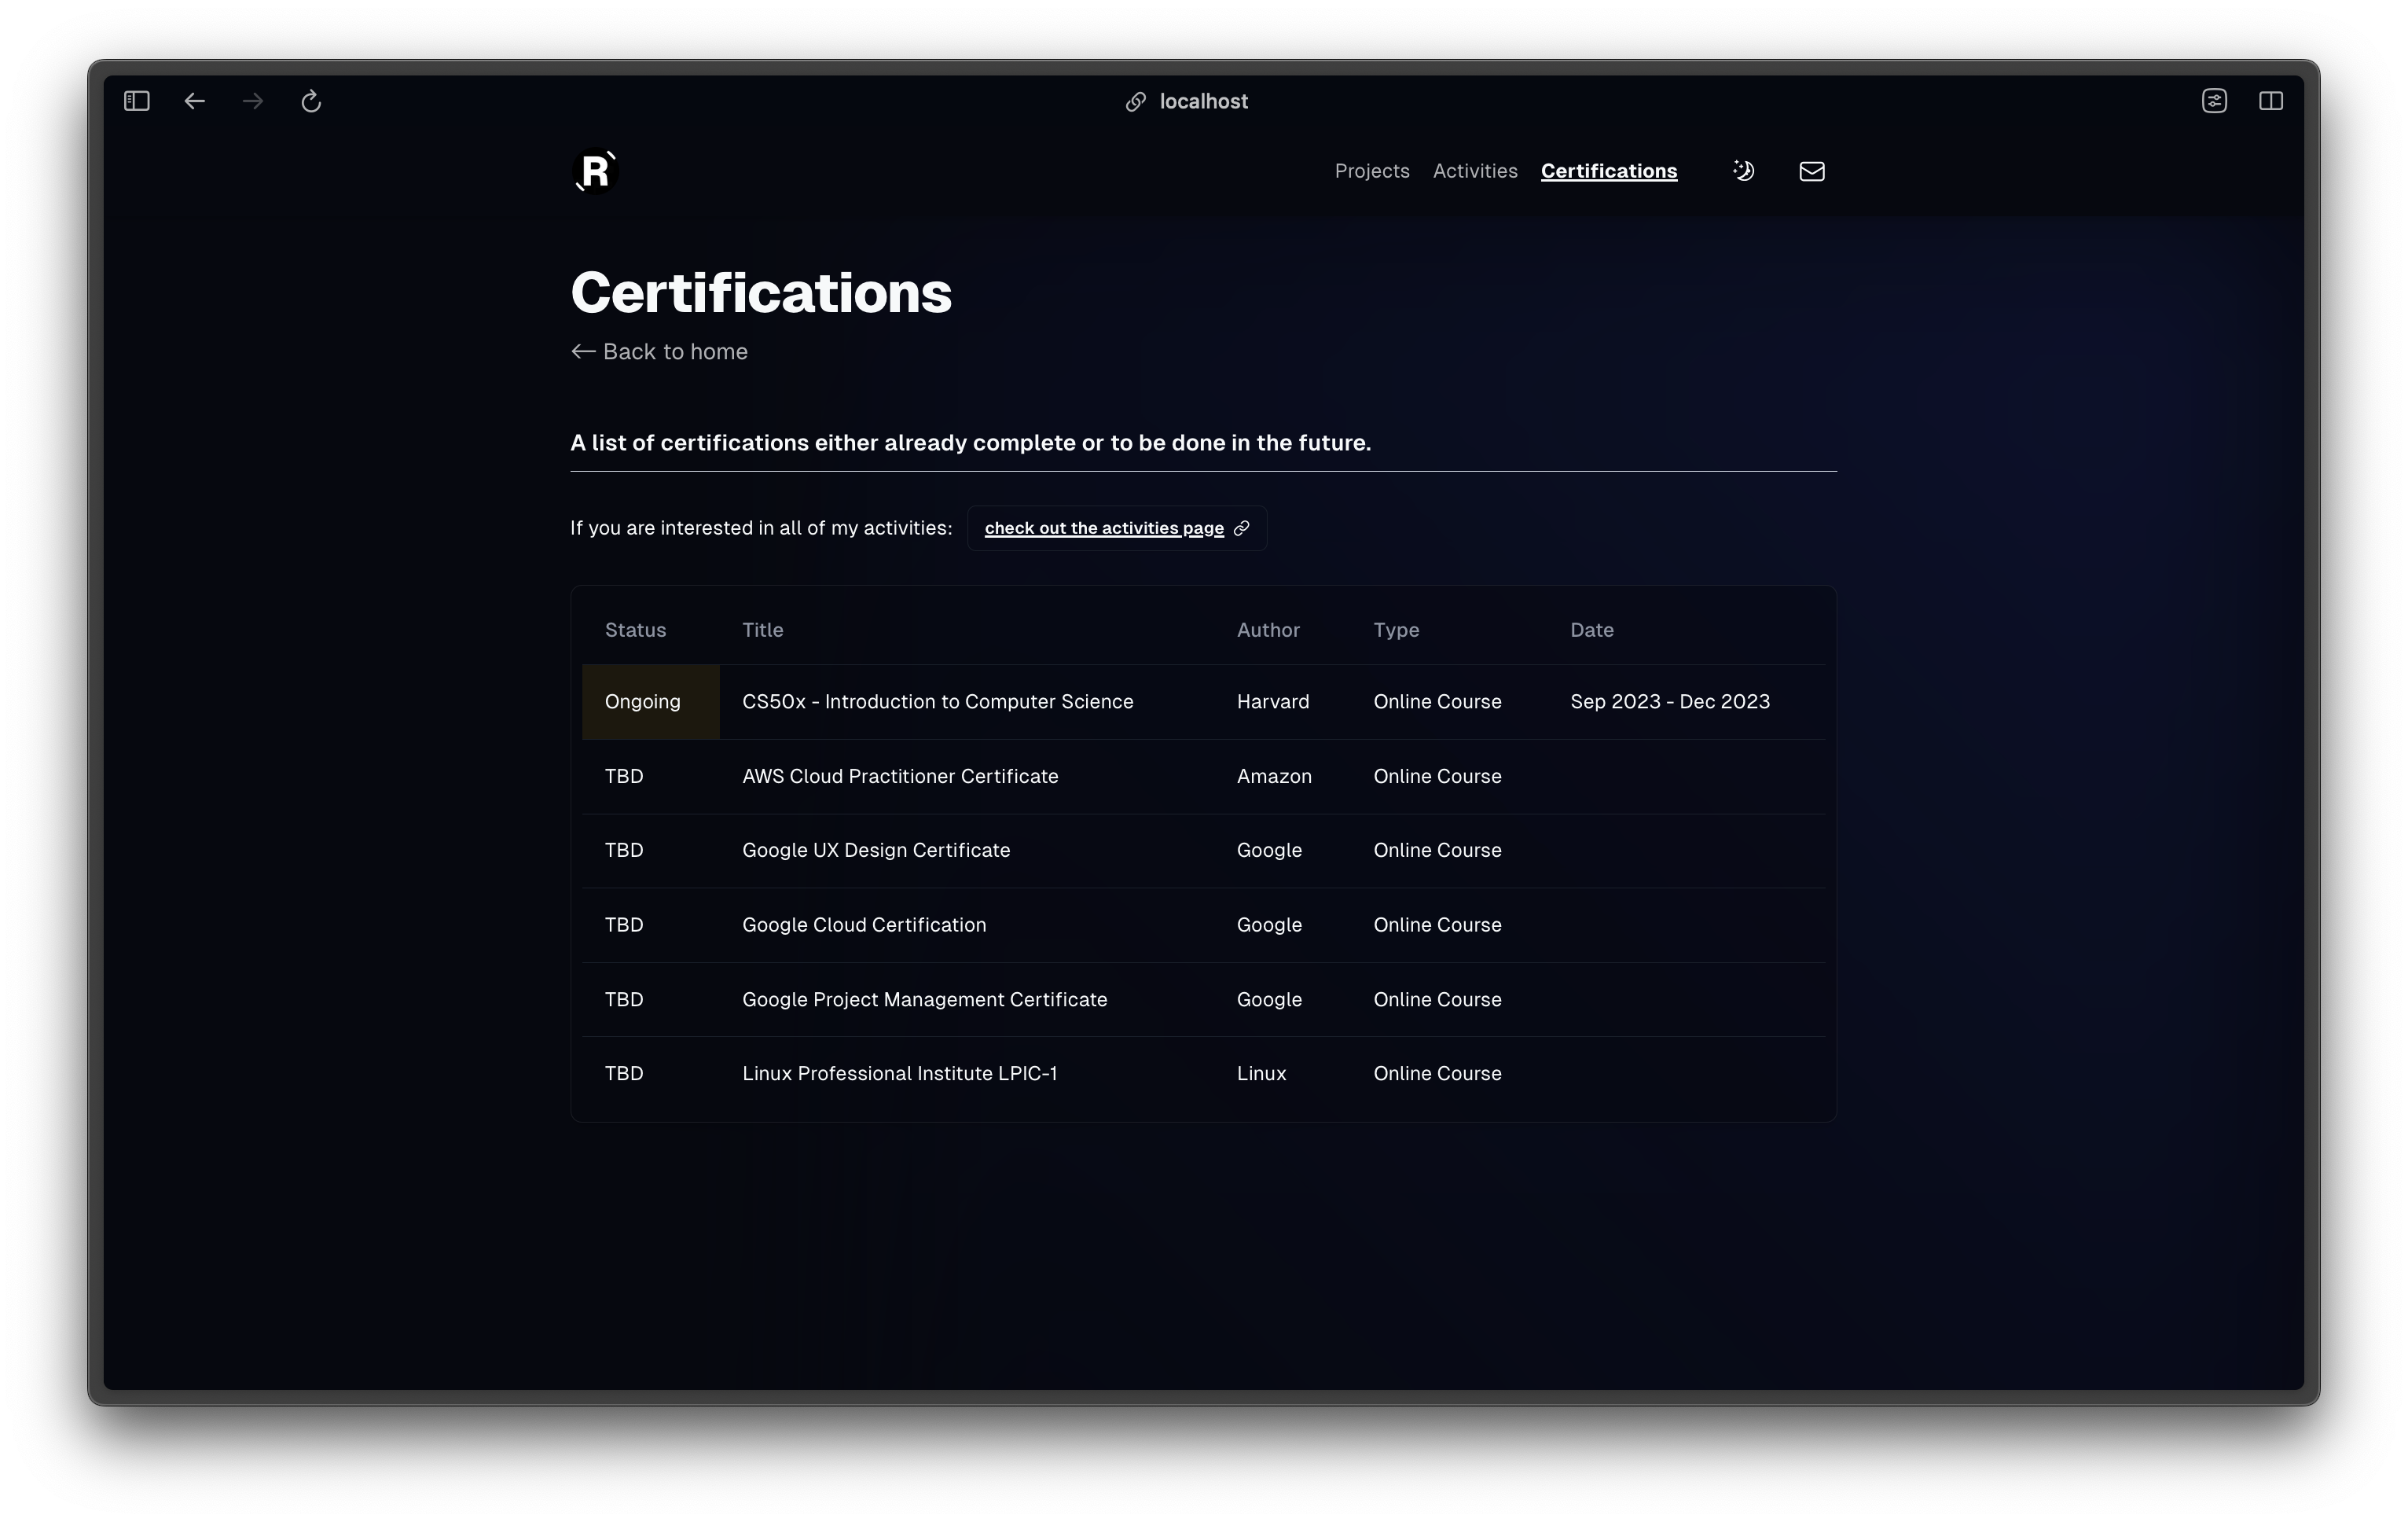 localhost
R
Projects Activities Certifications
Certifications
← Back to home
A list of certifications either already complete or to be done in the future.
If you are interested in all of my activities: check out the activities page
Status Title Author Type Date
Ongoing CS50x - Introduction to Computer Science Harvard Online Course Sep 2023 - Dec 2023
TBD AWS Cloud Practitioner Certificate Amazon Online Course
TBD Google UX Design Certificate Google Online Course
TBD Google Cloud Certification Google Online Course
TBD Google Project Management Certificate Google Online Course
TBD Linux Professional Institute LPIC-1 Linux Online Course